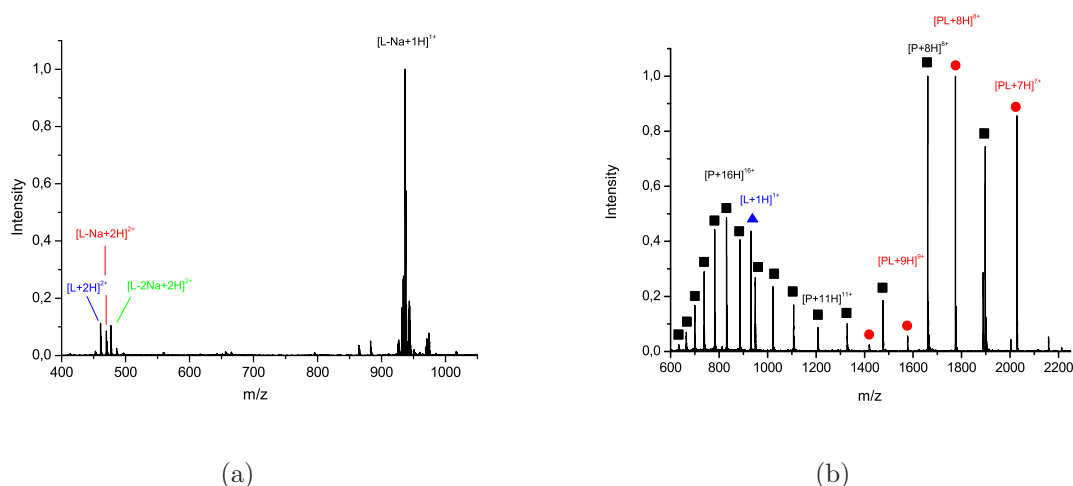 [L-Na+1H]¹⁺
1,0
0,8
0,6
0,4
0,2
0,0
Intensity
[L-Na+2H]²⁺
[L+2H]²⁺
[L-2Na+2H]²⁺
400 500 600 700 800 900 1000
m/z
(a)
[PL+8H]⁸⁺
[P+8H]⁸⁺
[PL+7H]⁷⁺
1,0
0,8
0,6
0,4
0,2
0,0
Intensity
[P+16H]¹⁶⁺
[L+1H]¹⁺
[PL+9H]⁹⁺
[P+11H]¹¹⁺
600 800 1000 1200 1400 1600 1800 2000 2200
m/z
(b)